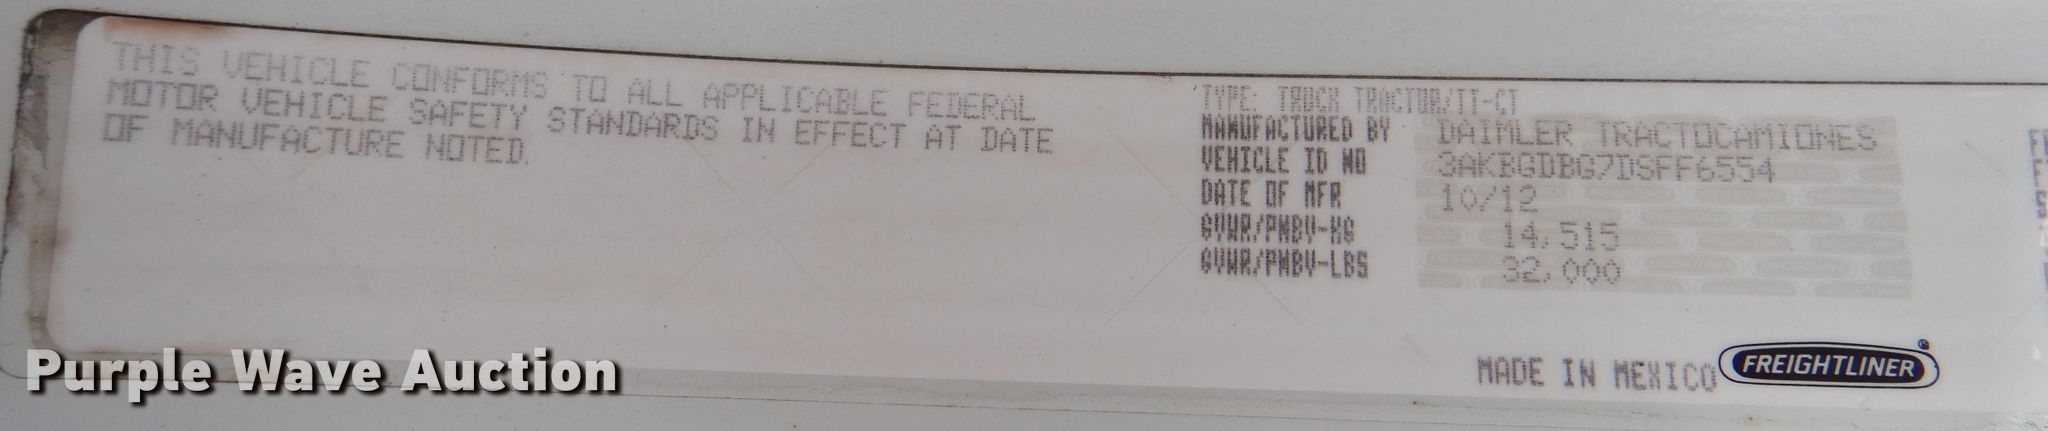 THIS VEHICLE CONFORMS TO ALL APPLICABLE FEDERAL
MOTOR VEHICLE SAFETY STANDARDS IN EFFECT AT DATE
OF MANUFACTURE NOTED.
TYPE: TRUCK TRACTOR/TT-CT
MANUFACTURED BY DAIMLER TRACTOCAMIONES
VEHICLE ID NO 3AKBGDBG7DSFF6554
DATE OF MFR 10/12
GVWR/PNBV-KG 14,515
GVWR/PNBV-LBS 32,000
MADE IN MEXICO FREIGHTLINER
Purple Wave Auction